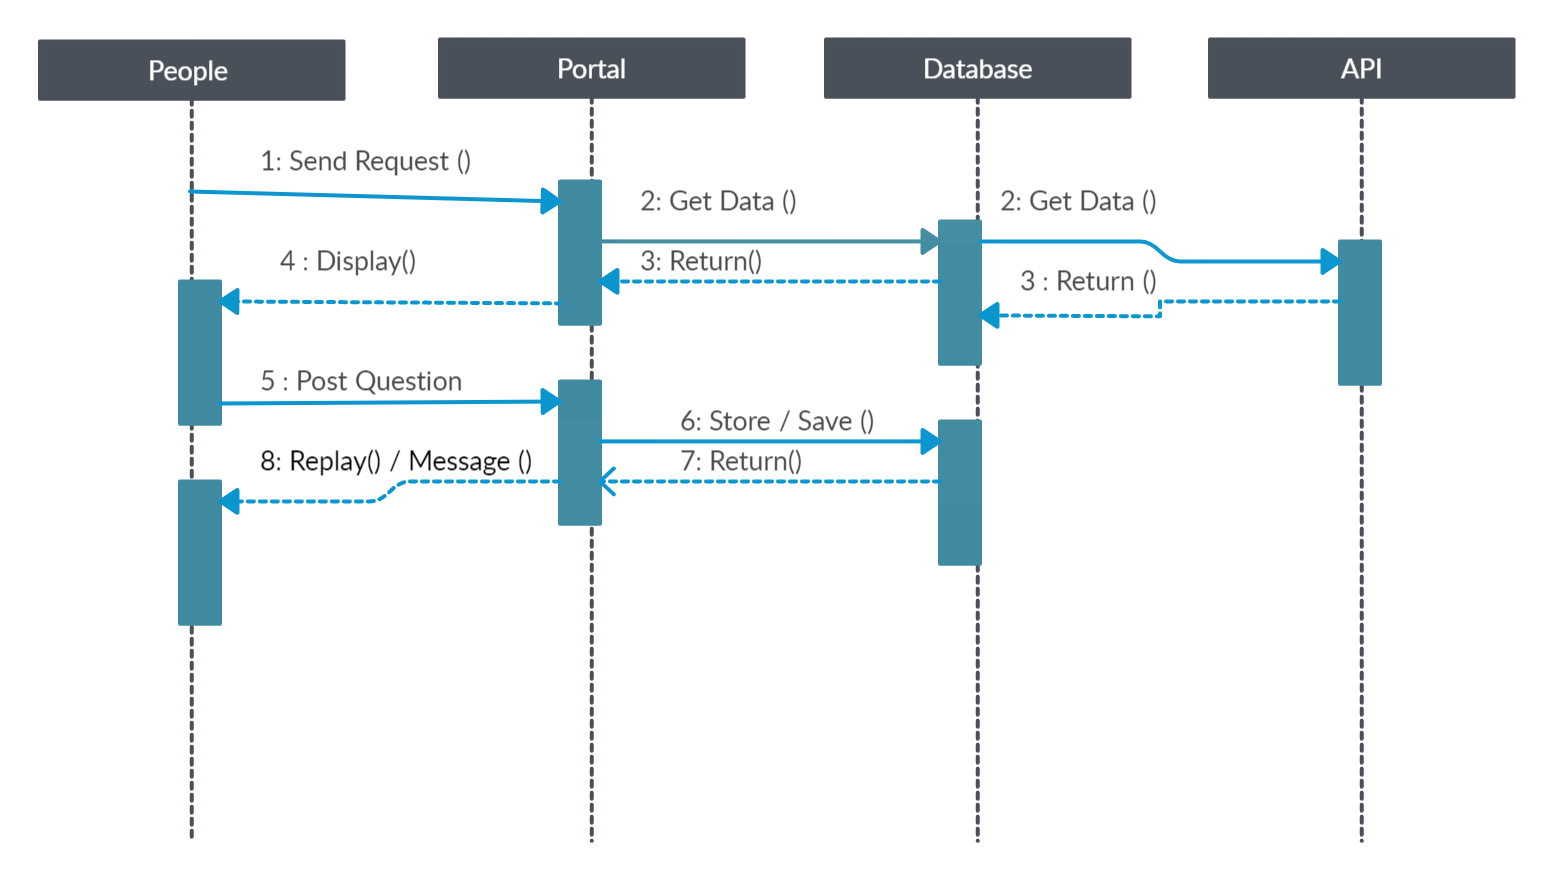 People
Portal
Database
API
1: Send Request ()
2: Get Data ()
2: Get Data ()
4 : Display()
3: Return()
3 : Return ()
5 : Post Question
6: Store / Save ()
8: Replay() / Message ()
7: Return()